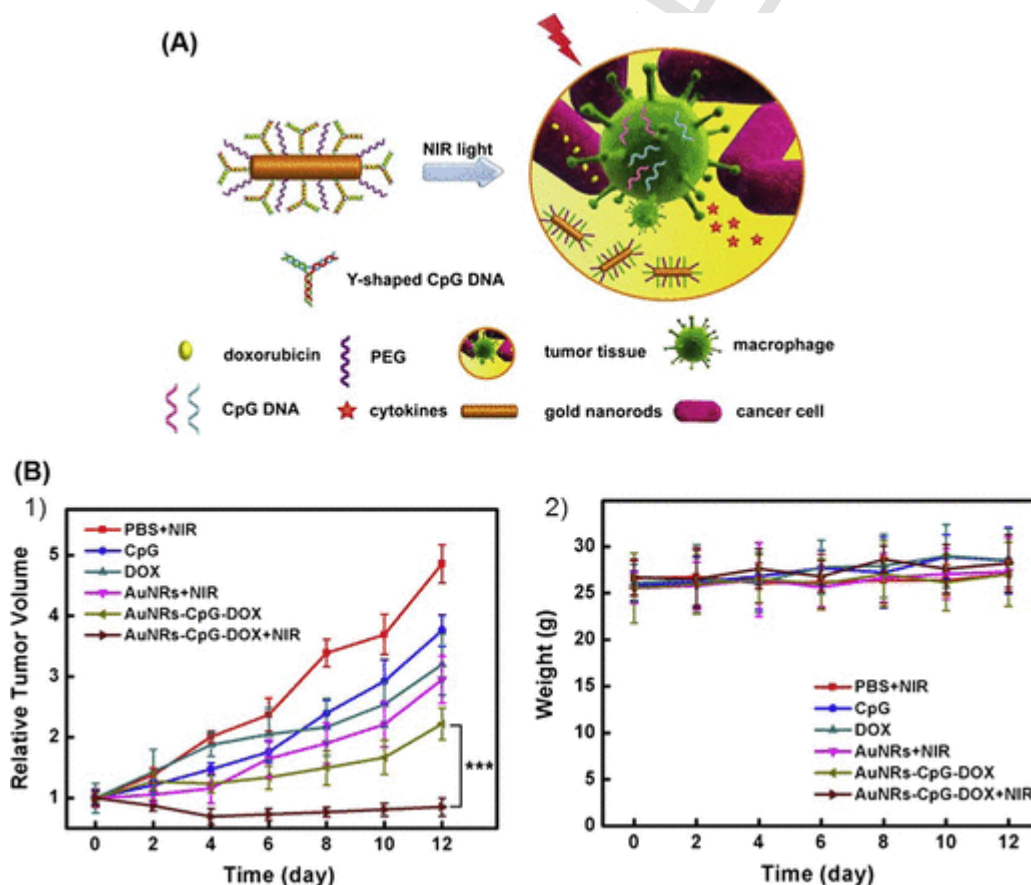 (A)
NIR light
Y-shaped CpG DNA
doxorubicin
PEG
tumor tissue
macrophage
CpG DNA
cytokines
gold nanorods
cancer cell
(B)
1)
Relative Tumor Volume
5
4
3
2
1
PBS+NIR
CpG
DOX
AuNRs+NIR
AuNRs-CpG-DOX
AuNRs-CpG-DOX+NIR
***
0 2 4 6 8 10 12
Time (day)
2)
Weight (g)
30
25
20
0
PBS+NIR
CpG
DOX
AuNRs+NIR
AuNRs-CpG-DOX
AuNRs-CpG-DOX+NIR
0 2 4 6 8 10 12
Time (day)